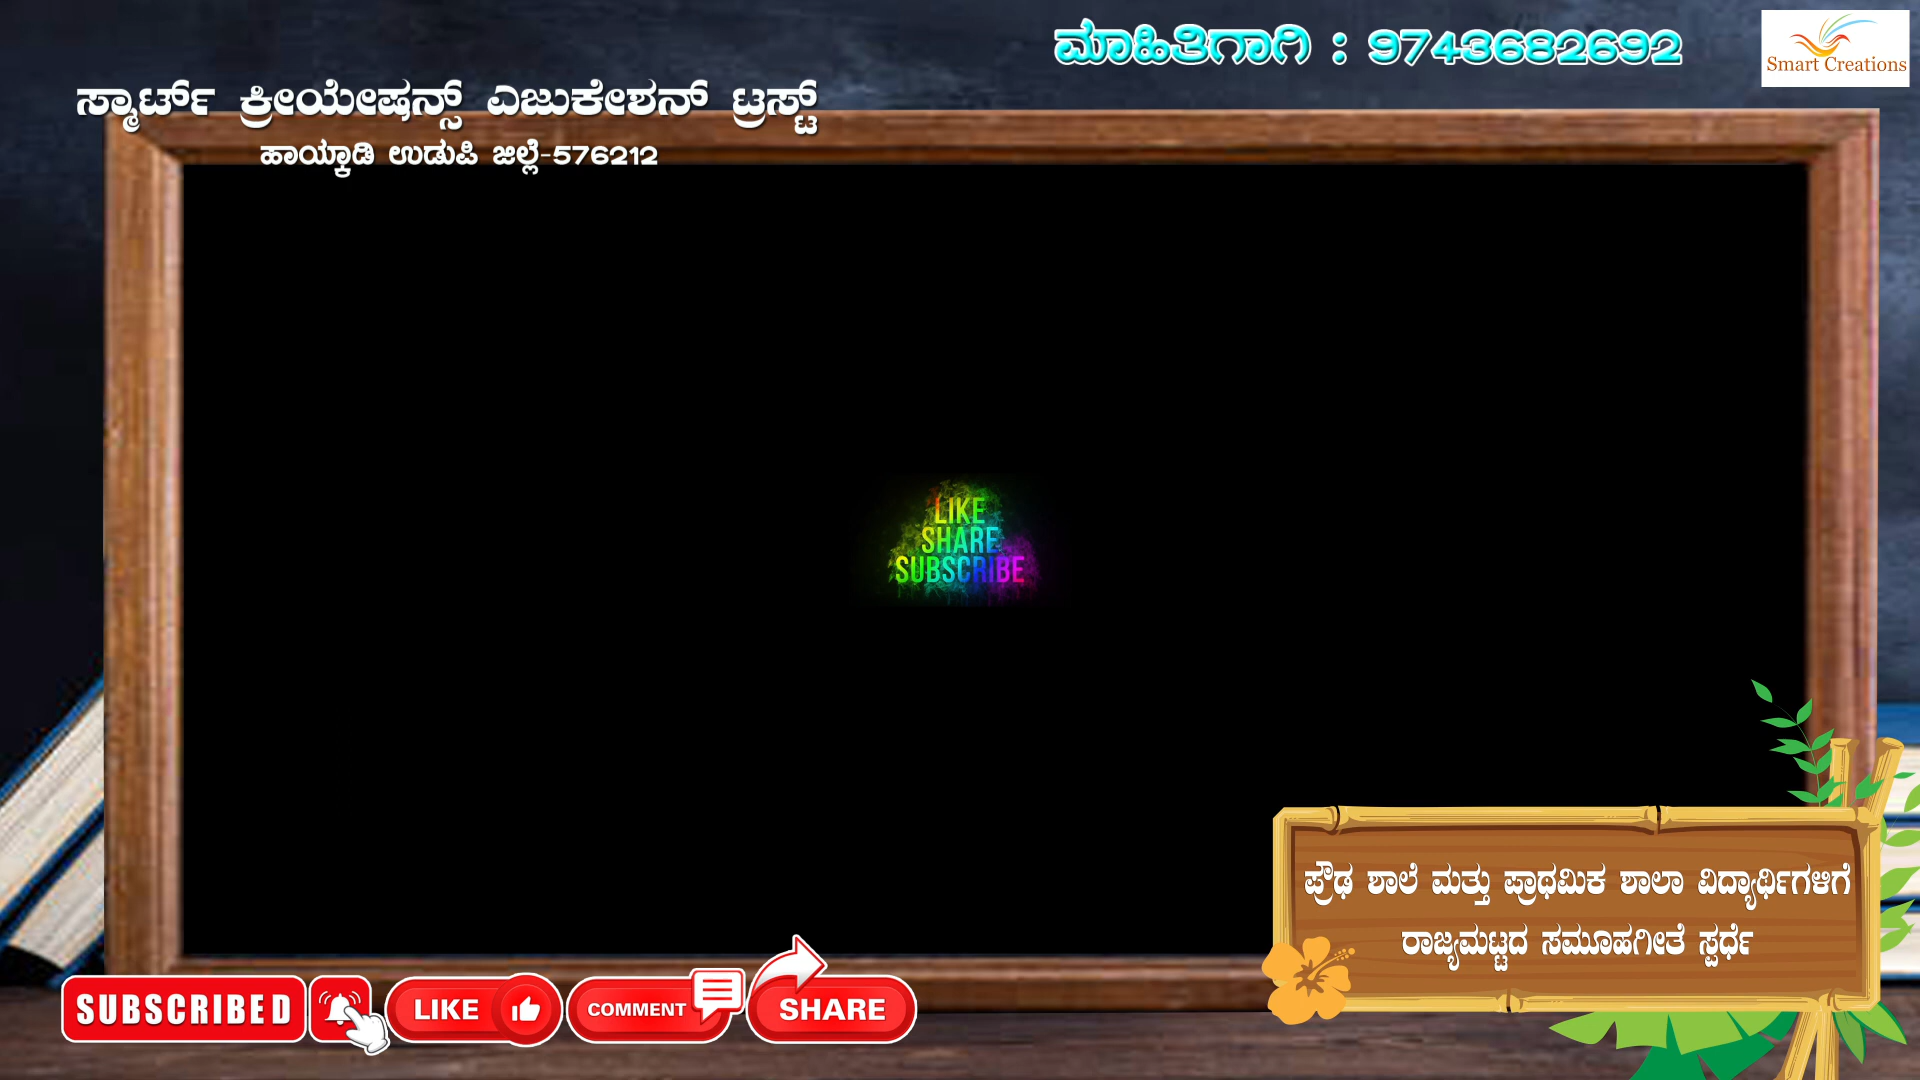 ಮಾಹಿತಿಗಾಗಿ : 9743682692
Smart Creations
ಸ್ಮಾರ್ಟ್ ಕ್ರೀಯೇಷನ್ಸ್ ಎಜುಕೇಶನ್ ಟ್ರಸ್ಟ್
ಹಾಯ್ಕಾಡಿ ಉಡುಪಿ ಜಿಲ್ಲೆ-576212
LIKE
SHARE
SUBSCRIBE
ಪ್ರೌಢ ಶಾಲೆ ಮತ್ತು ಪ್ರಾಥಮಿಕ ಶಾಲಾ ವಿದ್ಯಾರ್ಥಿಗಳಿಗೆ
ರಾಜ್ಯಮಟ್ಟದ ಸಮೂಹಗೀತೆ ಸ್ಪರ್ಧೆ
SUBSCRIBED
LIKE
COMMENT
SHARE